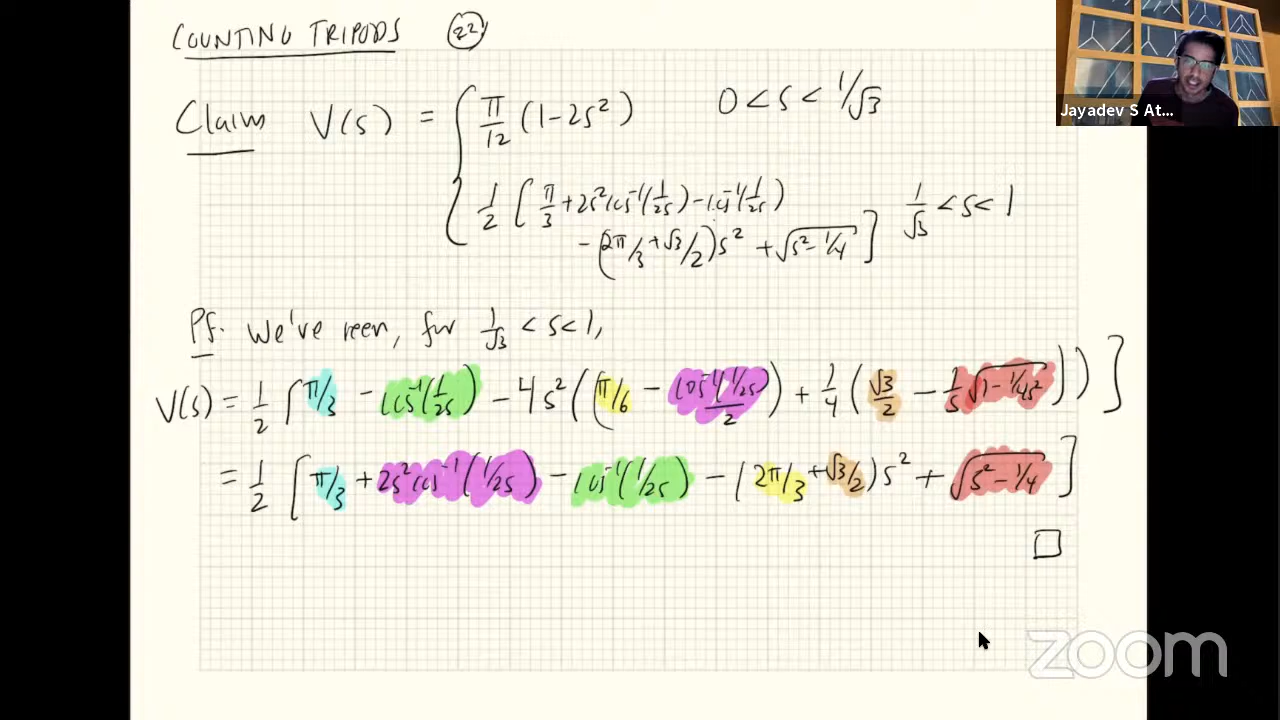 COUNTING TRIPODS 22
Claim V(s) = { π/12 (1-2s²) 0 < s < 1/√3
1/2 [ π/3 + 2s² cos⁻¹(1/2s) - cos⁻¹(1/2s)
- (2π/3 + √3/2) s² + √s² - 1/4 ] 1/√3 < s < 1
Pf. We've seen, for 1/√3 < s < 1,
V(s) = 1/2 [ π/3 - cos⁻¹(1/2s) - 4s² ( (π/6 - cos⁻¹(1/2s)/2) + 1/4 ( √3/2 - 1/s √1 - 1/4s² ) ) ]
= 1/2 [ π/3 + 2s² cos⁻¹(1/2s) - cos⁻¹(1/2s) - (2π/3 + √3/2) s² + √s² - 1/4 ]
□
Jayadev S At...
zoom